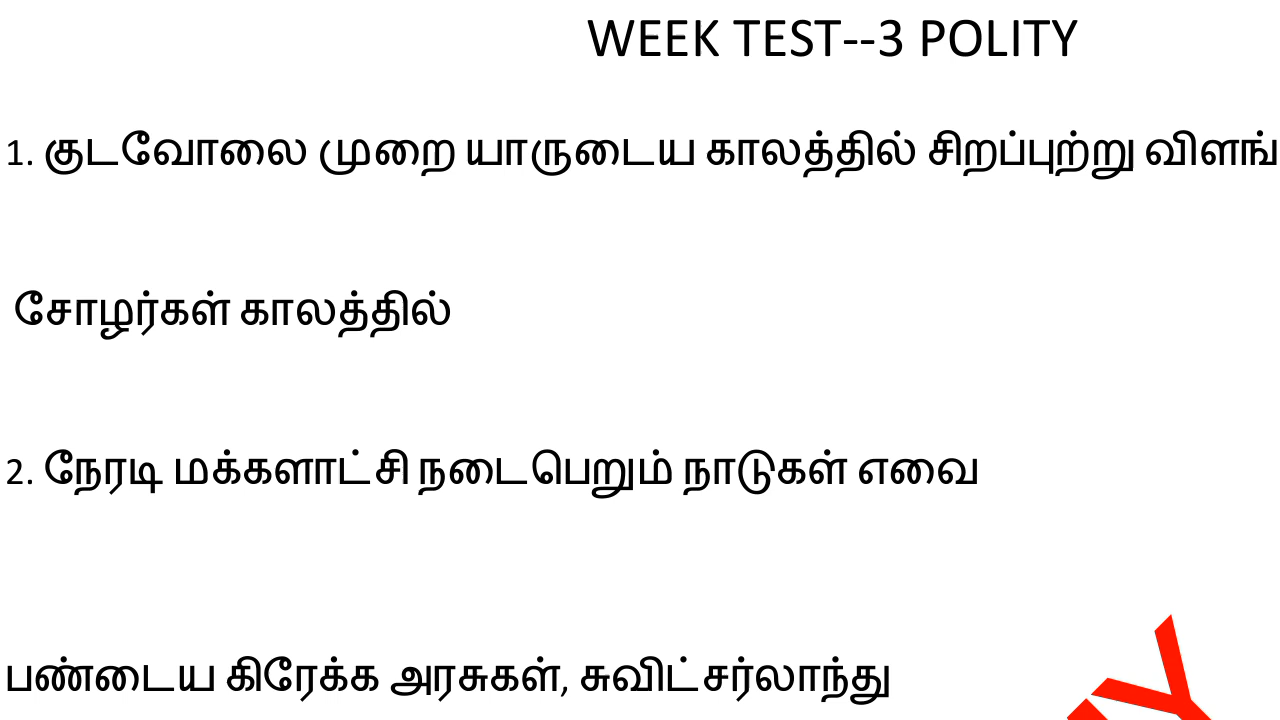 WEEK TEST--3 POLITY
1. குடவோலை முறை யாருடைய காலத்தில் சிறப்புற்று விளங்
சோழர்கள் காலத்தில்
2. நேரடி மக்களாட்சி நடைபெறும் நாடுகள் எவை
பண்டைய கிரேக்க அரசுகள், சுவிட்சர்லாந்து